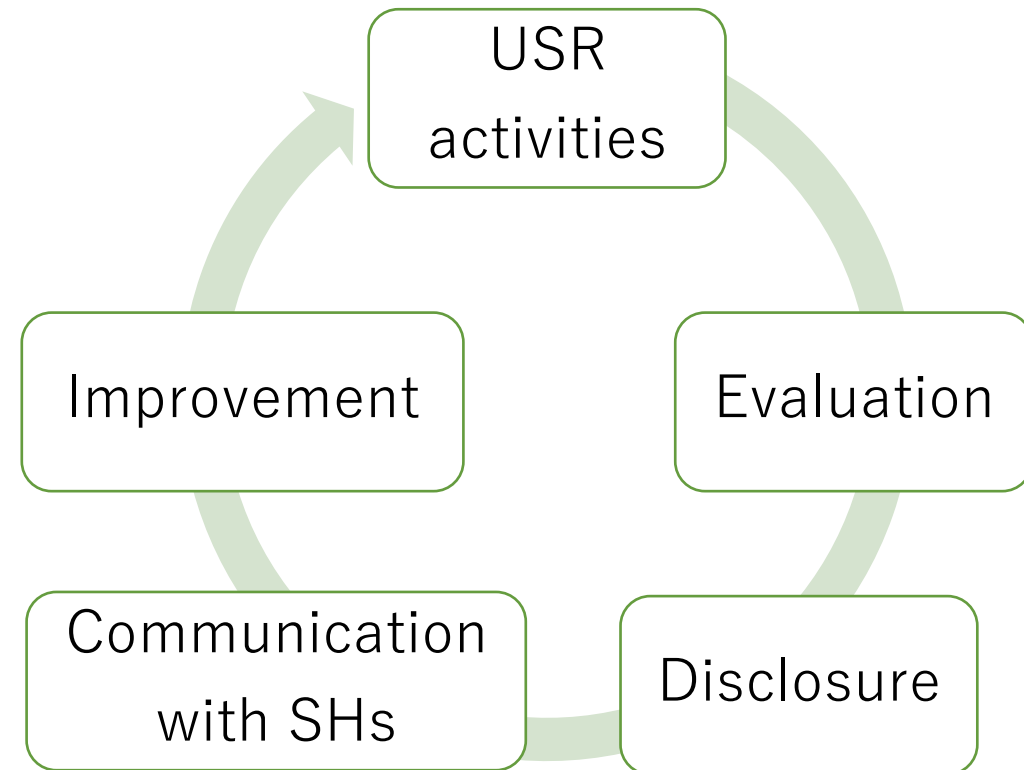 USR
activities
Evaluation
Disclosure
Communication
with SHs
Improvement